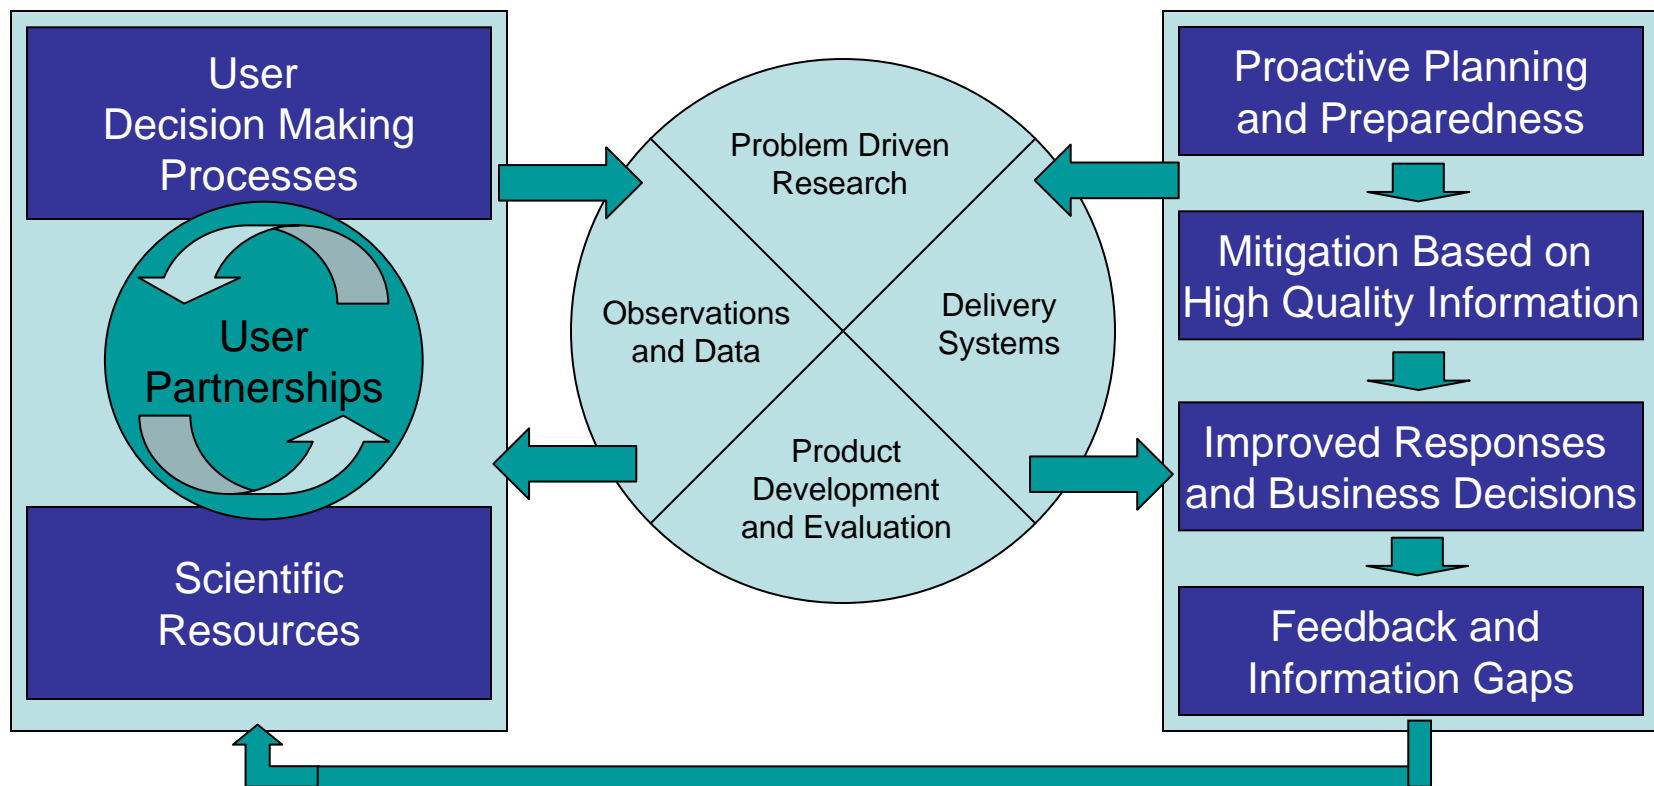 User
Decision Making
Processes
User
Partnerships
Scientific
Resources
Problem Driven
Research
Observations
and Data
Delivery
Systems
Product
Development
and Evaluation
Proactive Planning
and Preparedness
Mitigation Based on
High Quality Information
Improved Responses
and Business Decisions
Feedback and
Information Gaps